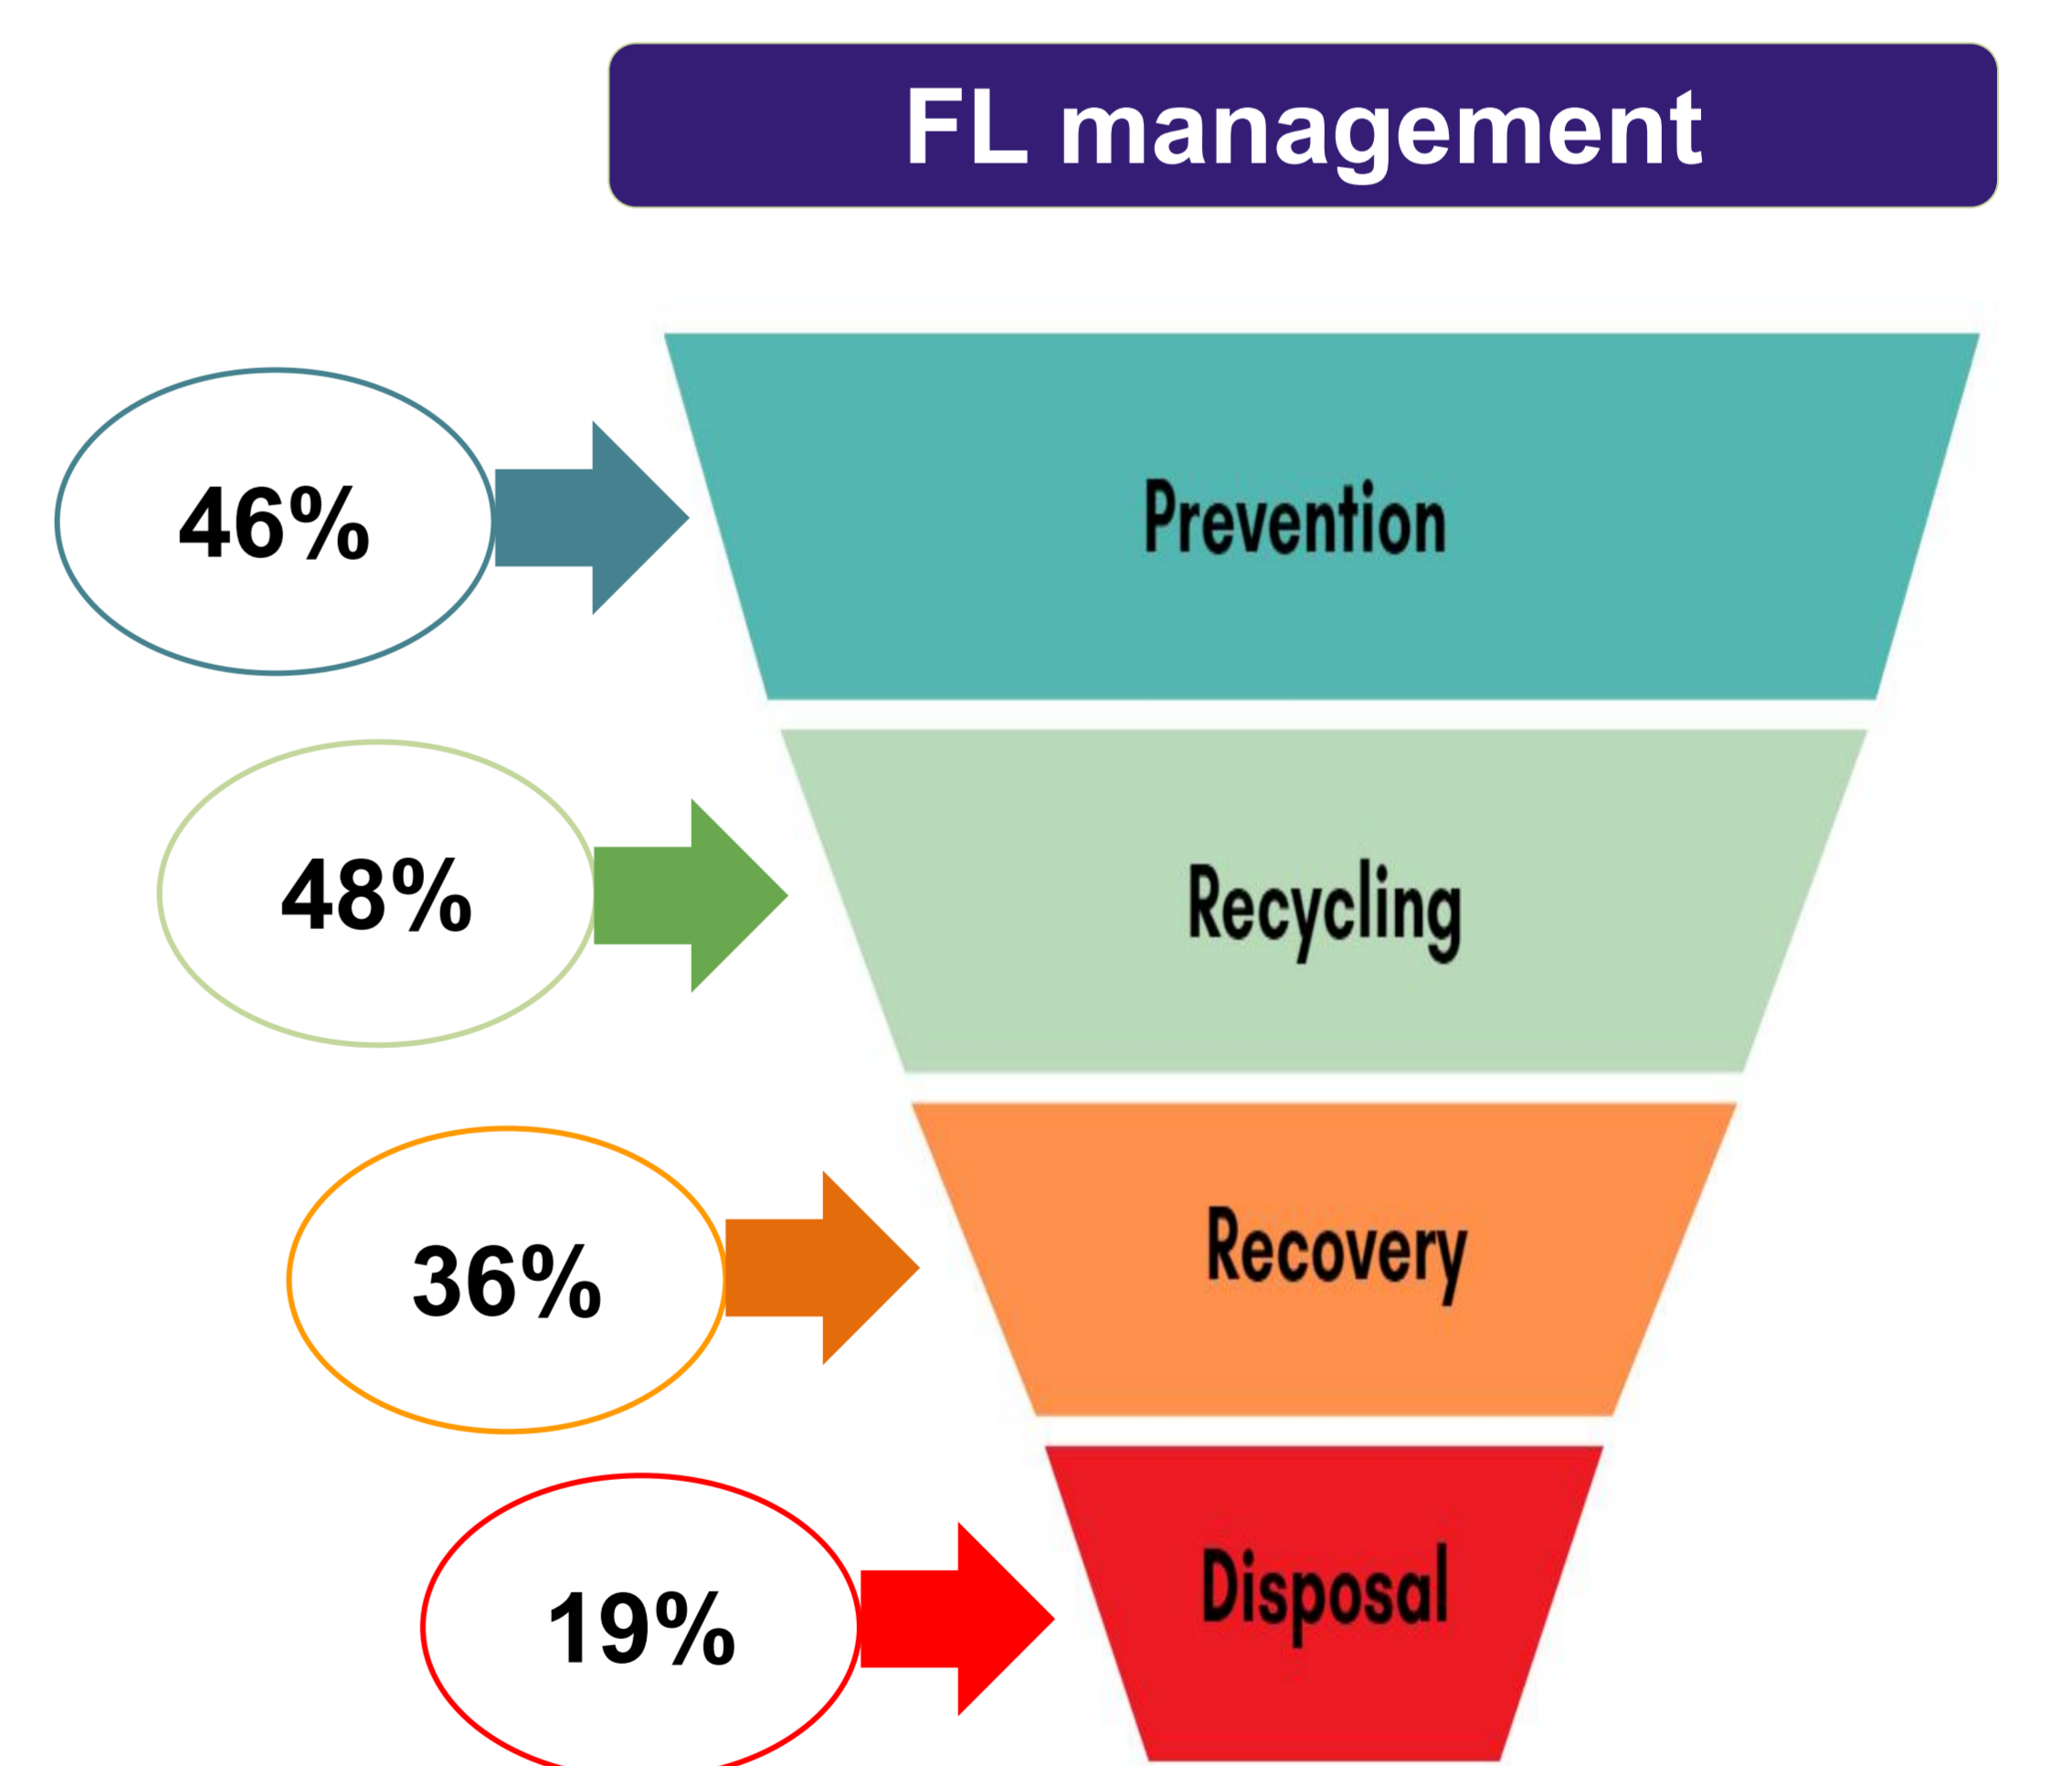 FL management
46%
Prevention
48%
Recycling
36%
Recovery
19%
Disposal